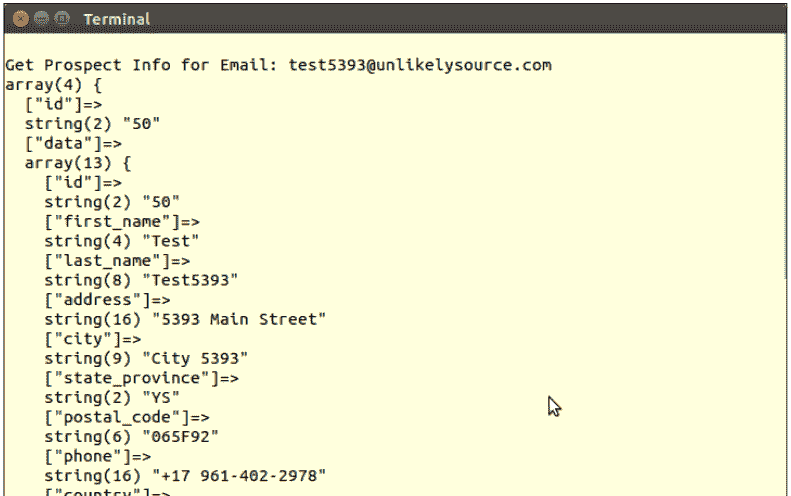 Terminal
Get Prospect Info for Email: test5393@unlikelysource.com
array(4) {
["id"]=>
string(2) "50"
["data"]=>
array(13) {
["id"]=>
string(2) "50"
["first_name"]=>
string(4) "Test"
["last_name"]=>
string(8) "Test5393"
["address"]=>
string(16) "5393 Main Street"
["city"]=>
string(9) "City 5393"
["state_province"]=>
string(2) "YS"
["postal_code"]=>
string(6) "065F92"
["phone"]=>
string(16) "+17 961-402-2978"
["country"]=>